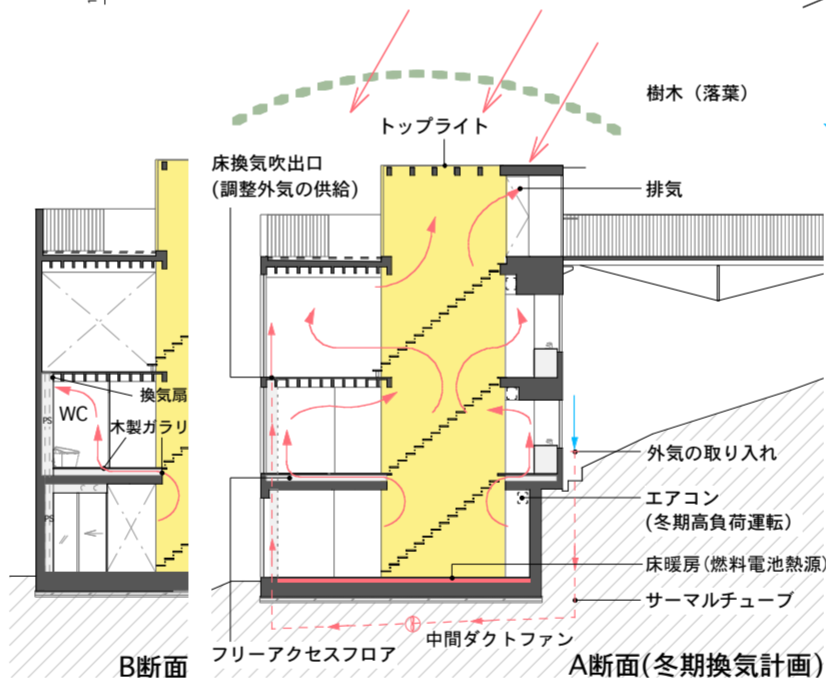 樹木（落葉）
トップライト
床換気吹出口
(調整外気の供給)
排気
換気扇
WC
木製ガラリ
PS
PS
外気の取り入れ
エアコン
(冬期高負荷運転)
床暖房(燃料電池熱源)
サーマルチューブ
中間ダクトファン
フリーアクセスフロア
B断面
A断面(冬期換気計画)